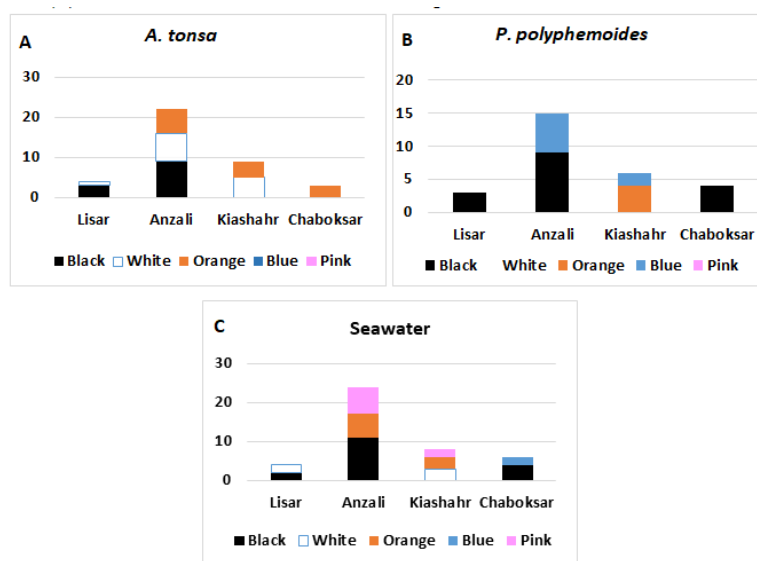 A
A. tonsa
30
20
10
0
Lisar Anzali Kiashahr Chaboksar
Black White Orange Blue Pink
B
P. polyphemoides
20
15
10
5
0
Lisar Anzali Kiashahr Chaboksar
Black White Orange Blue Pink
C
Seawater
30
20
10
0
Lisar Anzali Kiashahr Chaboksar
Black White Orange Blue Pink